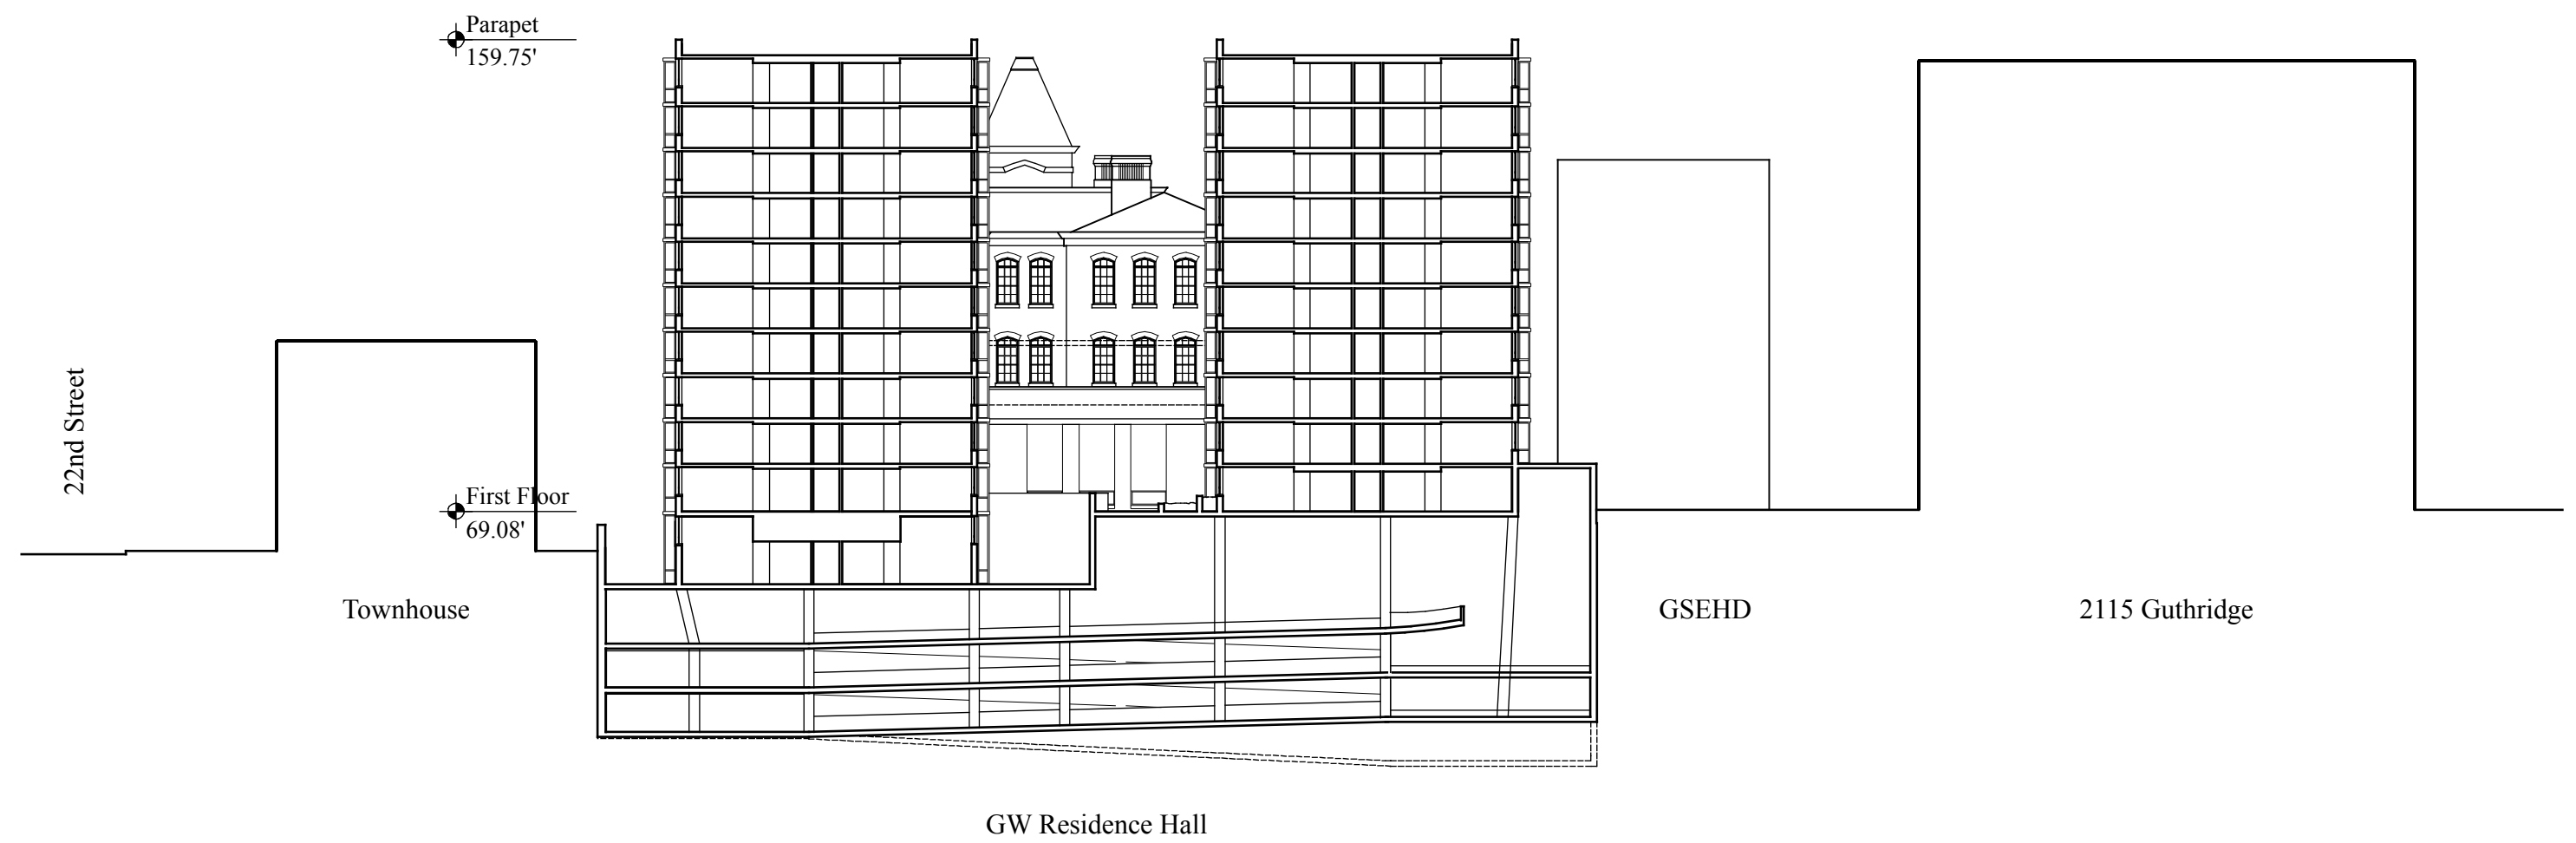 Parapet
159.75'
22nd Street
First Floor
69.08'
Townhouse
GSEHD
2115 Guthridge
GW Residence Hall